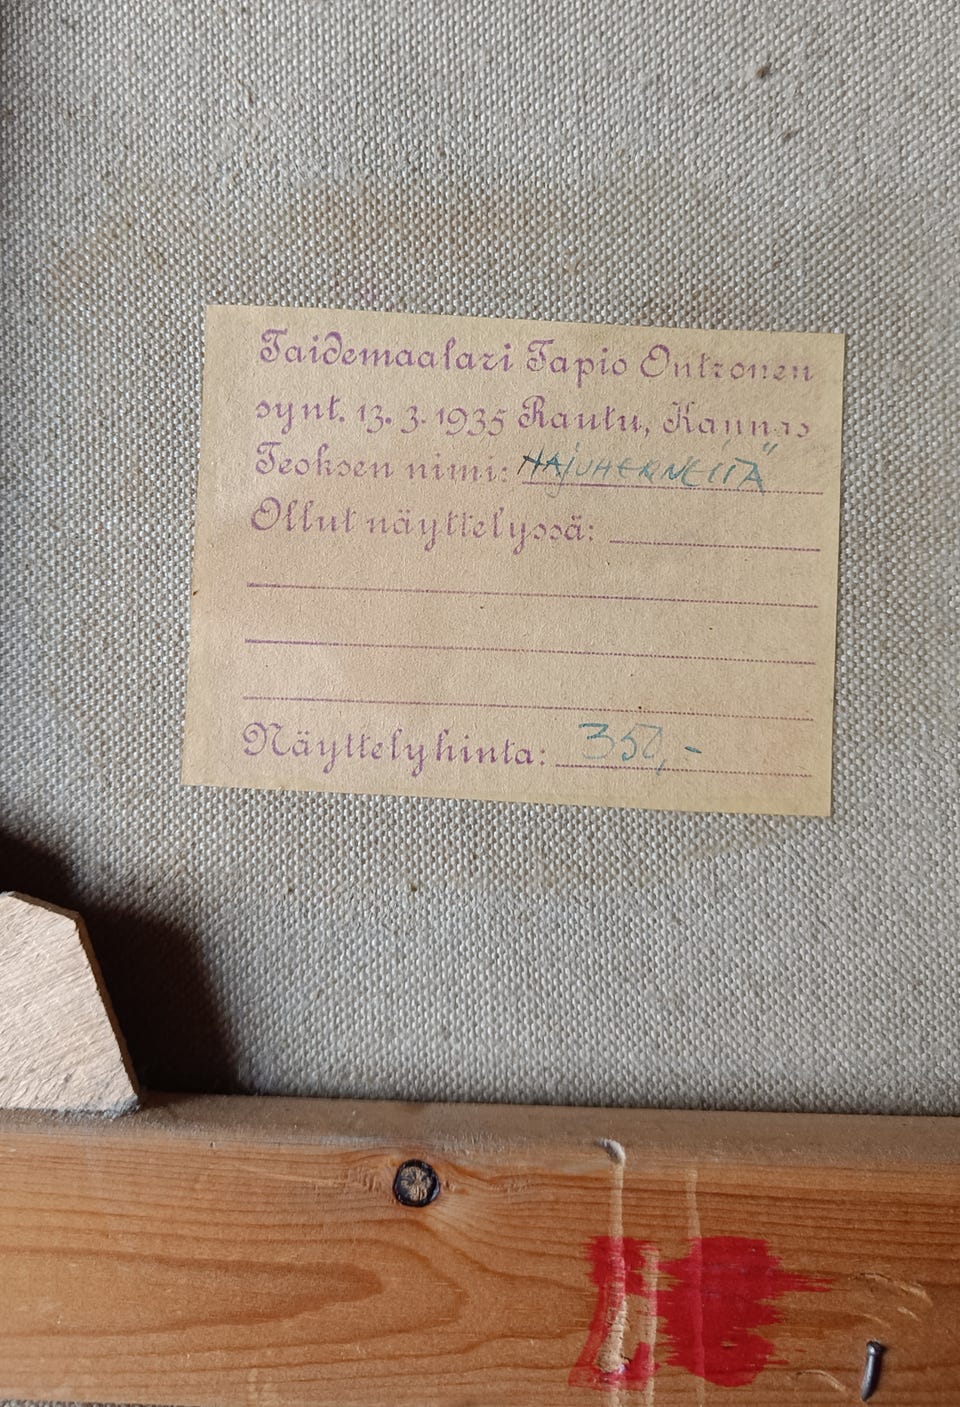 Taidemaalari Tapio Ontronen
synt. 13. 3. 1935 Rautu, Kannas
Teoksen nimi: HAJUHERNEITÄ
Ollut näyttelyssä:
Näyttelyhinta: 350,-